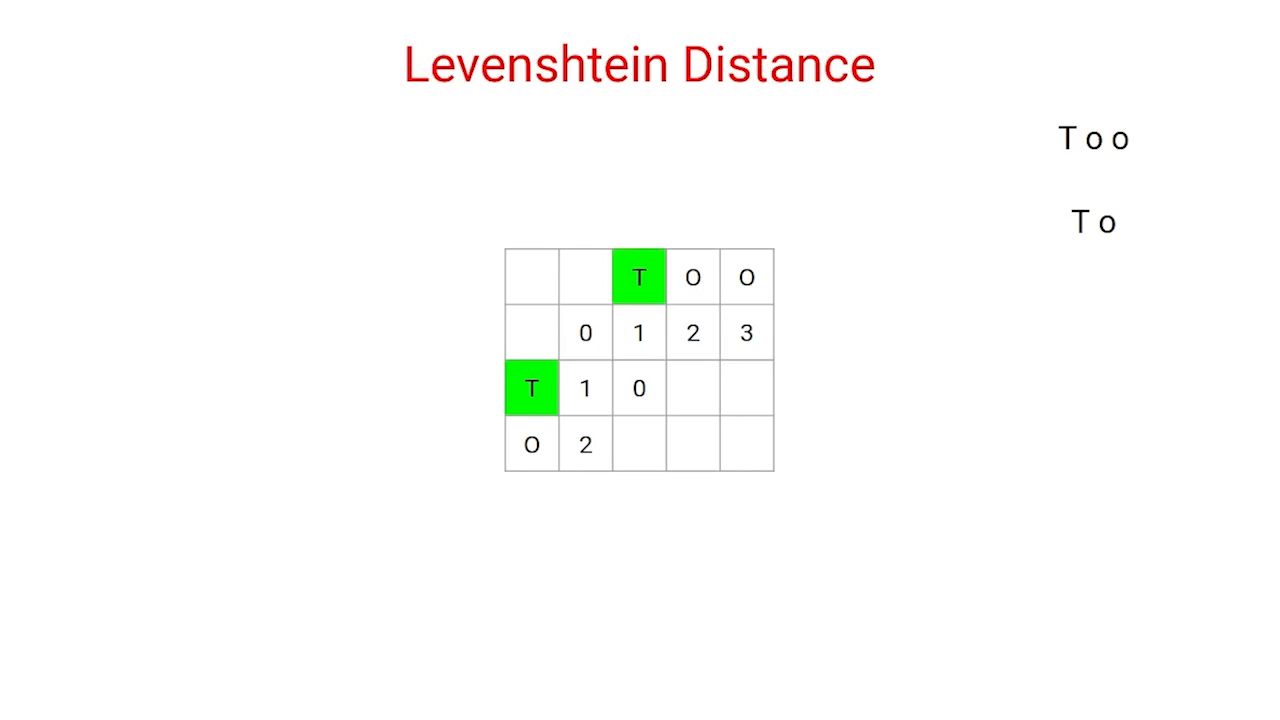 Levenshtein Distance
T o o
T o
T O O
0 1 2 3
T 1 0
O 2